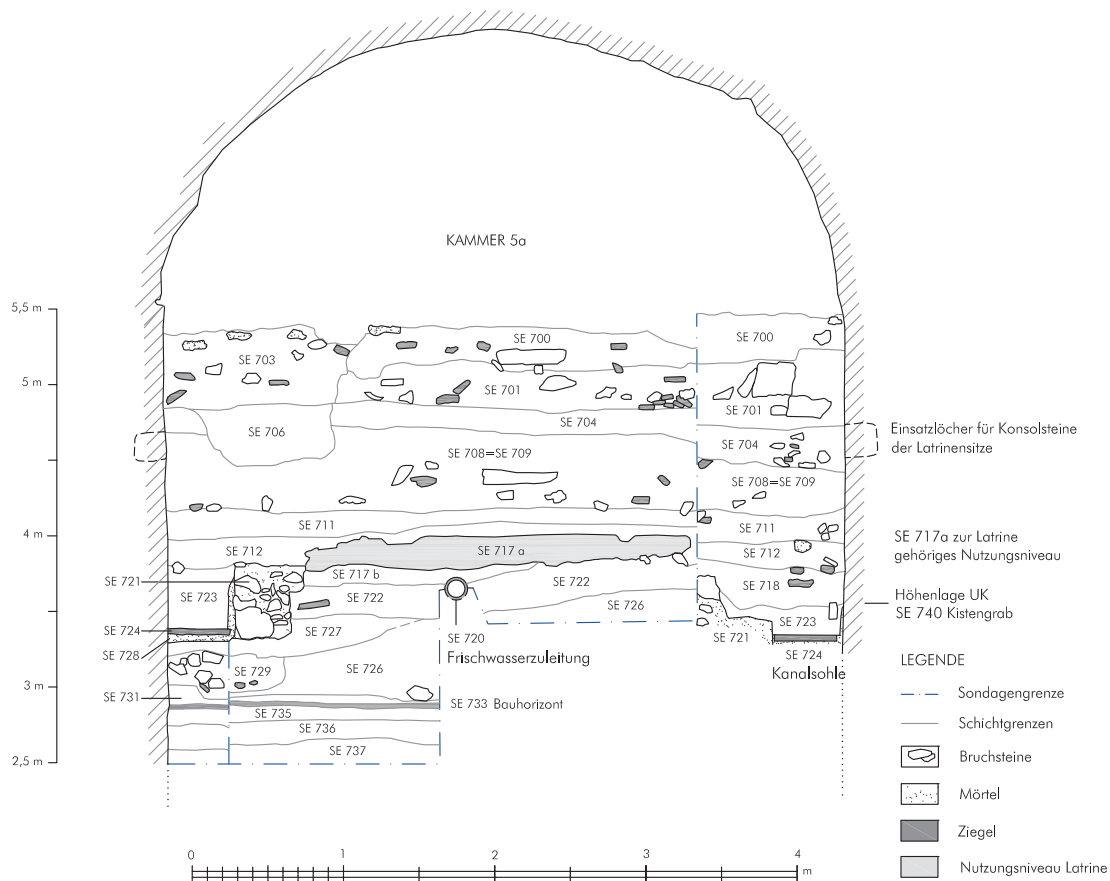 KAMMER 5a
5,5 m
5 m
4 m
3 m
2,5 m
SE 700
SE 700
SE 703
SE 701
SE 701
SE 704
SE 704
SE 706
Einsatzlöcher für Konsolsteine
der Latrinensitze
SE 708=SE 709
SE 708=SE 709
SE 711
SE 711
SE 712
SE 717 a
SE 712
SE 717a zur Latrine
gehöriges Nutzungsniveau
SE 721
SE 717 b
SE 722
SE 718
SE 723
SE 722
SE 726
Höhenlage UK
SE 740 Kistengrab
SE 724
SE 727
SE 720
Frischwasserzuleitung
SE 721
SE 723
SE 724
Kanalsohle
SE 728
SE 729
SE 726
SE 731
SE 733 Bauhorizont
SE 735
SE 736
SE 737
LEGENDE
Sondagengrenze
Schichtgrenzen
Bruchsteine
Mörtel
Ziegel
Nutzungsniveau Latrine
0
1
2
3
4
m